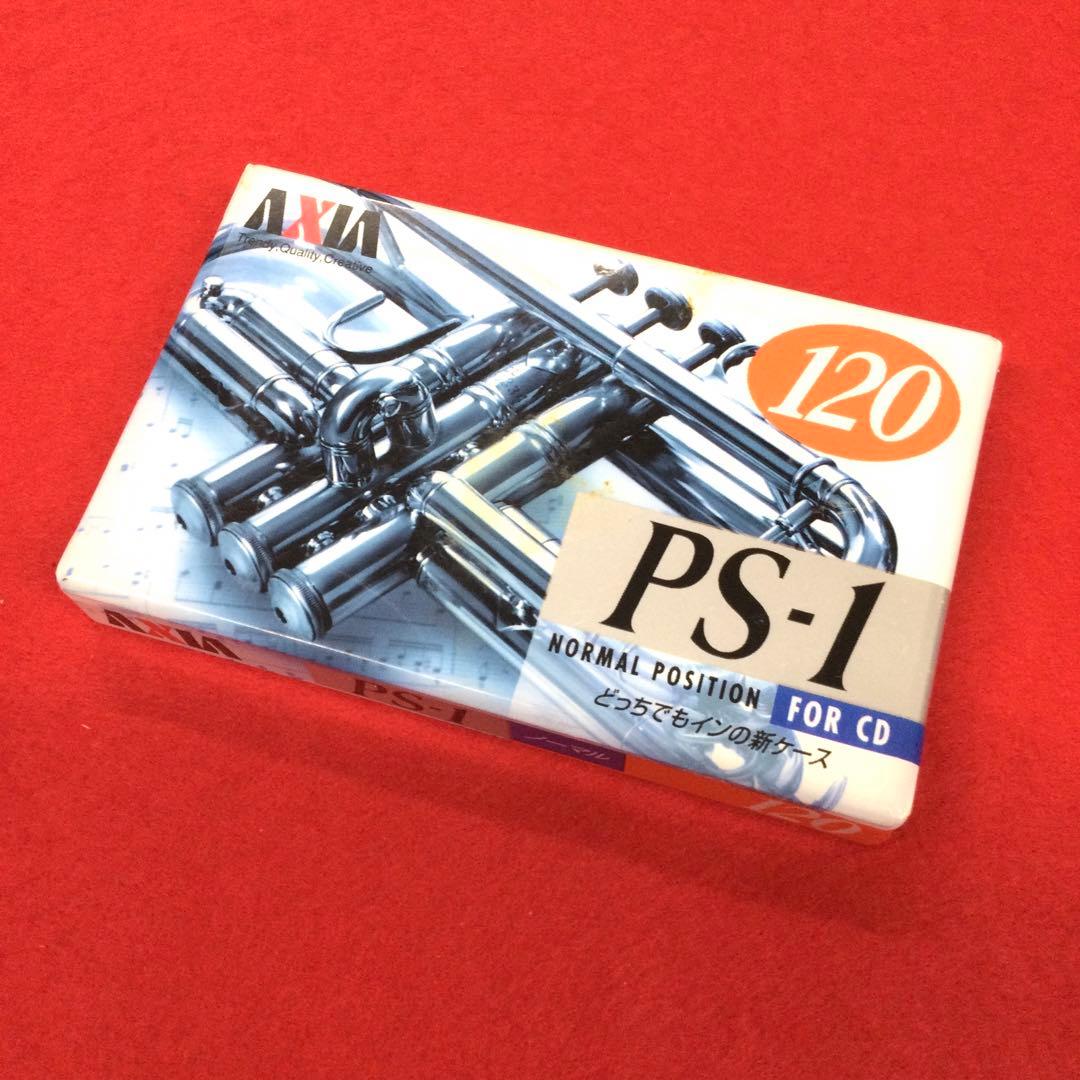 AXIA
Trendy.Quality.Creative
120
PS-1
NORMAL POSITION
FOR CD
どっちでもインの新ケース
AXIA
PS-1
ノーマル
120